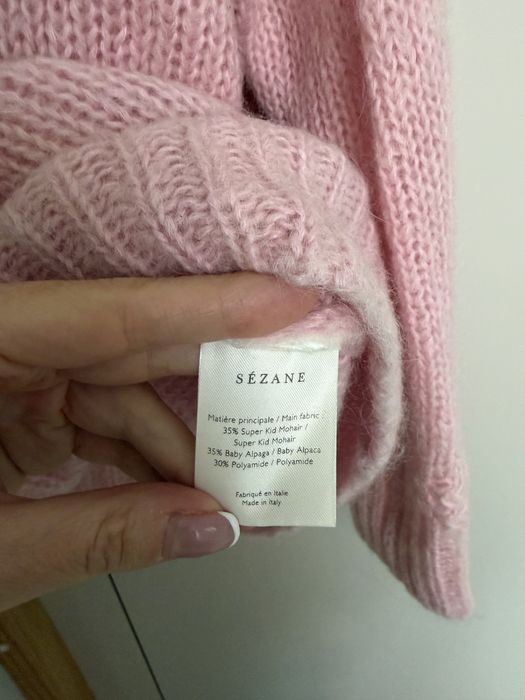 SÉZANE
Matière principale / Main fabric :
35% Super Kid Mohair /
Super Kid Mohair
35% Baby Alpaga / Baby Alpaca
30% Polyamide / Polyamide
Fabriqué en Italie
Made in Italy